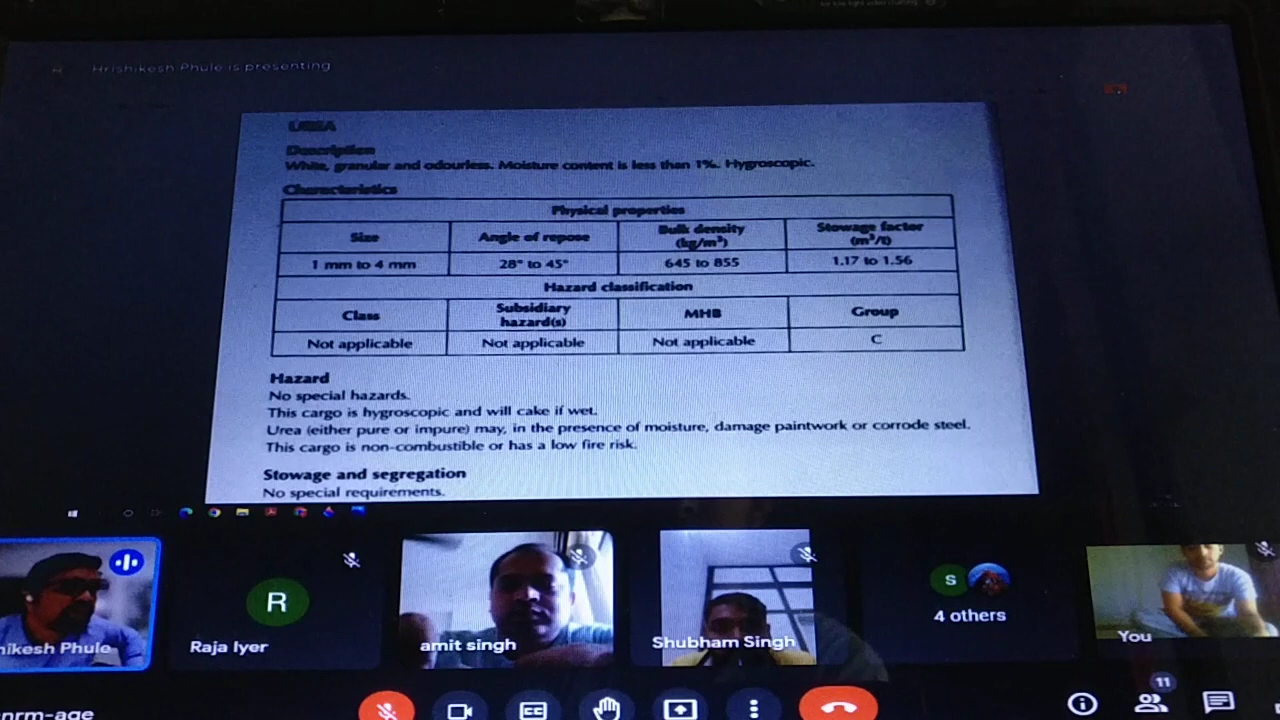 Hrishikesh Phule is presenting
UREA
Description
White, granular and odourless. Moisture content is less than 1%. Hygroscopic.
Characteristics
Physical properties
Size
Angle of repose
Bulk density (kg/m³)
Stowage factor (m³/t)
1 mm to 4 mm
28° to 45°
645 to 855
1.17 to 1.56
Hazard classification
Class
Subsidiary hazard(s)
MHB
Group
Not applicable
Not applicable
Not applicable
C
Hazard
No special hazards.
This cargo is hygroscopic and will cake if wet.
Urea (either pure or impure) may, in the presence of moisture, damage paintwork or corrode steel.
This cargo is non-combustible or has a low fire risk.
Stowage and segregation
No special requirements.
ikesh Phule
R
Raja Iyer
amit singh
Shubham Singh
S
4 others
You
nrm-age
CC
11